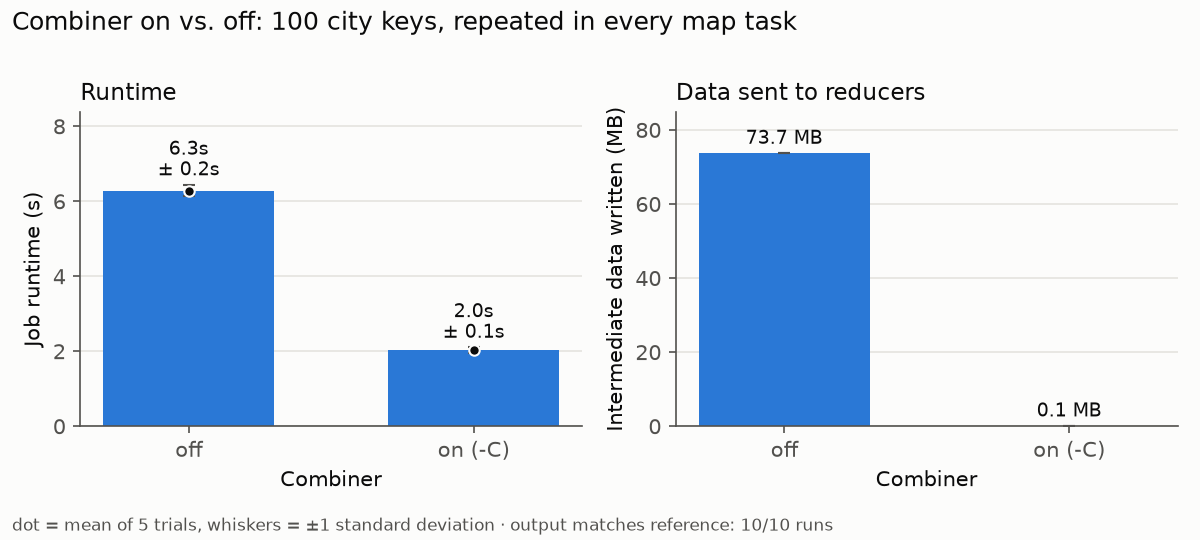 Combiner on vs. off: 100 city keys, repeated in every map task
Runtime
Job runtime (s)
8
6
4
2
0
6.3s
± 0.2s
2.0s
± 0.1s
off
on (-C)
Combiner
Data sent to reducers
Intermediate data written (MB)
80
60
40
20
0
73.7 MB
0.1 MB
off
on (-C)
Combiner
dot = mean of 5 trials, whiskers = ±1 standard deviation · output matches reference: 10/10 runs